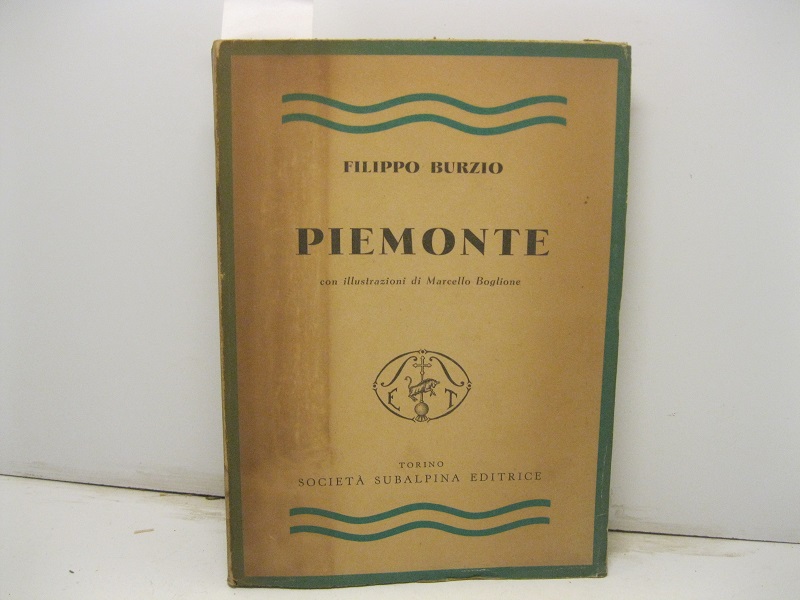 FILIPPO BURZIO
PIEMONTE
con illustrazioni di Marcello Boglione
E T
TORINO
SOCIETÀ SUBALPINA EDITRICE